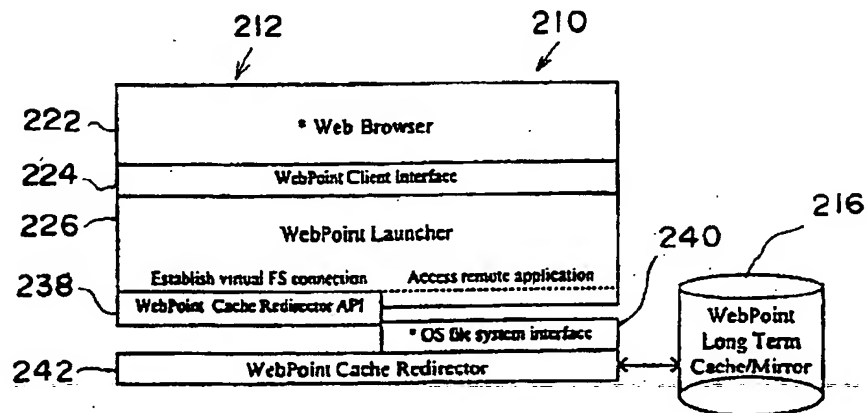 212
210
222
* Web Browser
224
WebPoint Client Interface
226
WebPoint Launcher
216
240
Establish virtual FS connection
Access remote application
238
WebPoint Cache Redirector API
* OS file system interface
WebPoint
Long Term
Cache/Mirror
242
WebPoint Cache Redirector